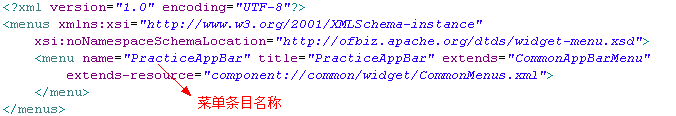 <?xml version="1.0" encoding="UTF-8"?>
<menus xmlns:xsi="http://www.w3.org/2001/XMLSchema-instance"
xsi:noNamespaceSchemaLocation="http://ofbiz.apache.org/dtds/widget-menu.xsd">
<menu name="PracticeAppBar" title="PracticeAppBar" extends="CommonAppBarMenu"
extends-resource="component://common/widget/CommonMenus.xml">
</menu>
菜单条目名称
</menus>